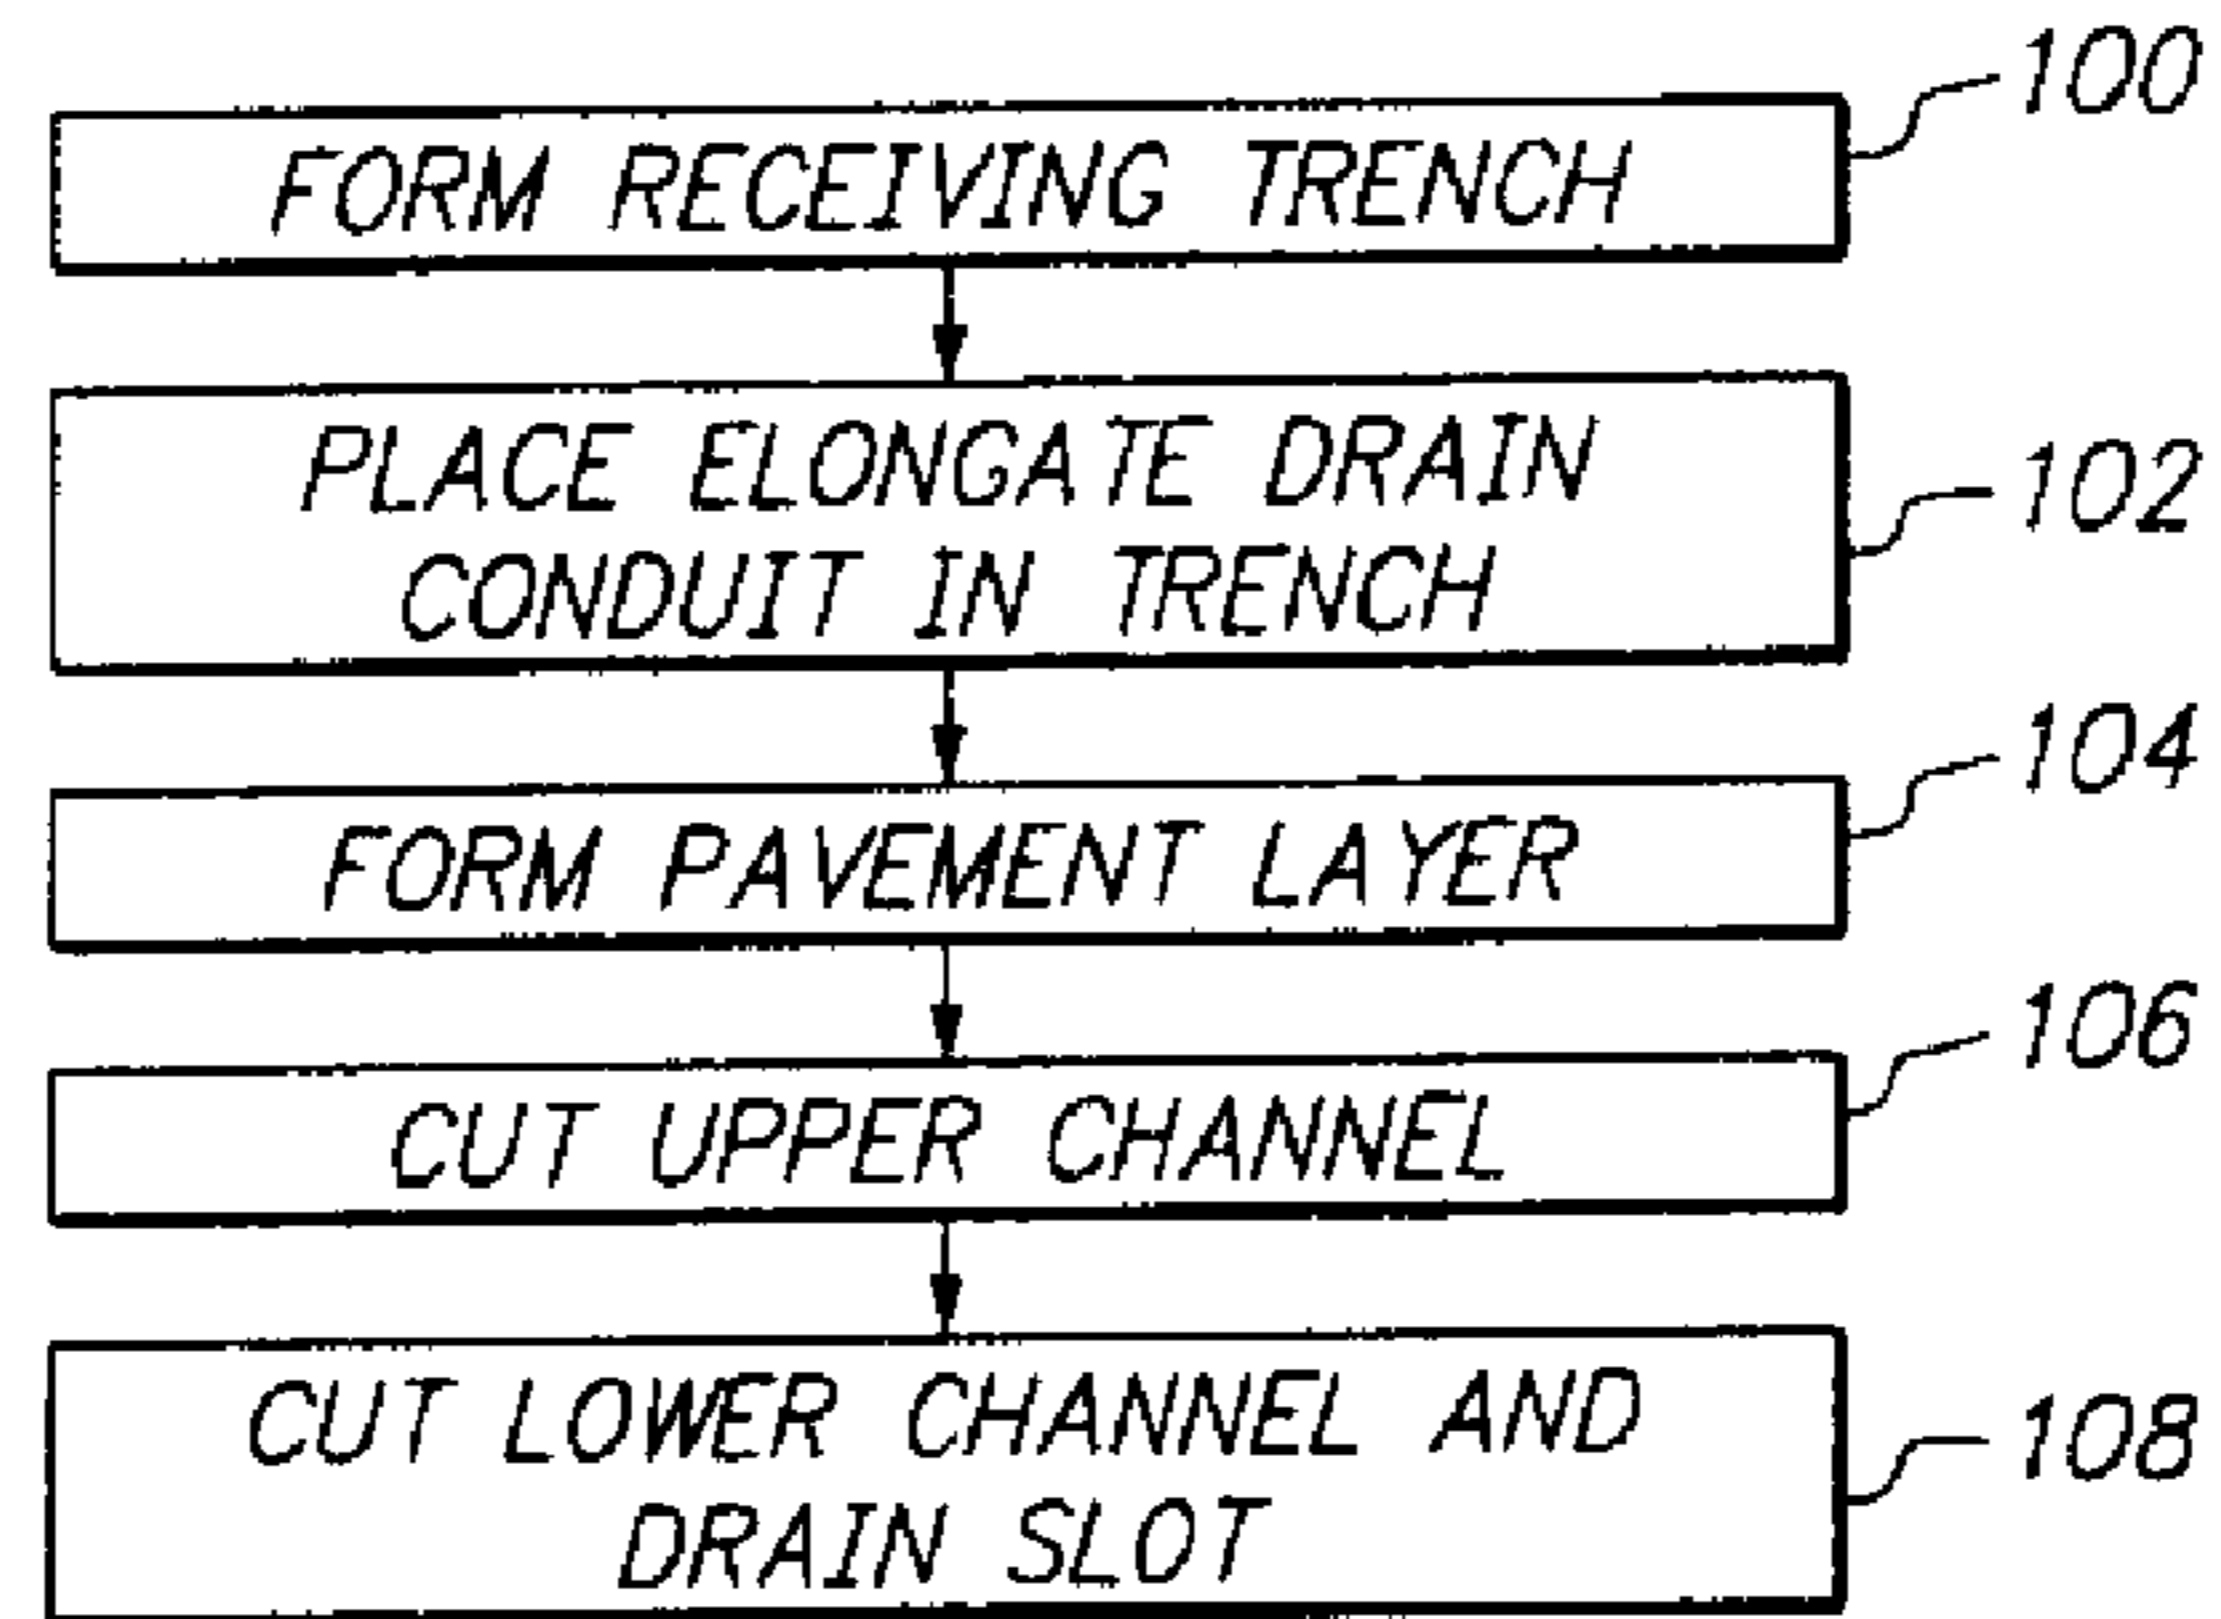 100
FORM RECEIVING TRENCH
PLACE ELONGATE DRAIN
102
CONDUIT IN TRENCH
104
FORM PAVEMENT LAYER
106
CUT UPPER CHANNEL
CUT LOWER CHANNEL AND
108
DRAIN SLOT